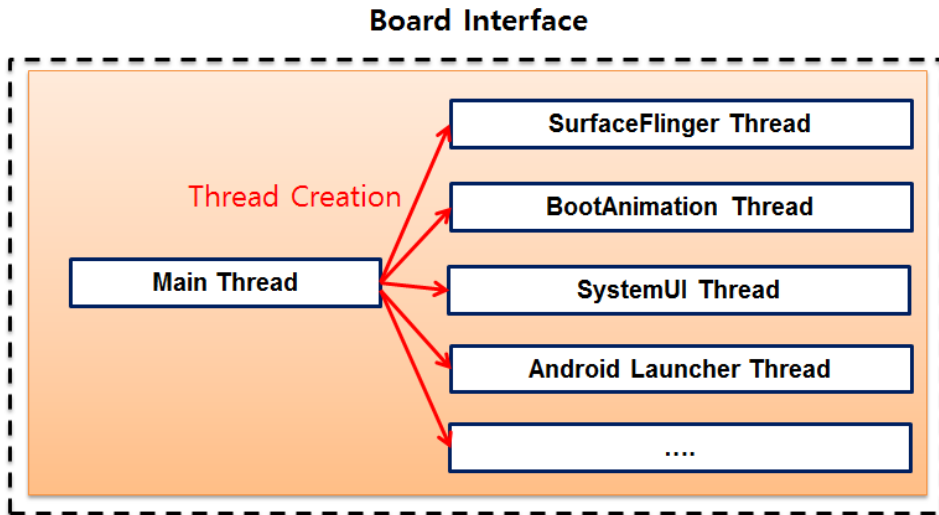 Board Interface
SurfaceFlinger Thread
Thread Creation
BootAnimation Thread
Main Thread
SystemUI Thread
Android Launcher Thread
....